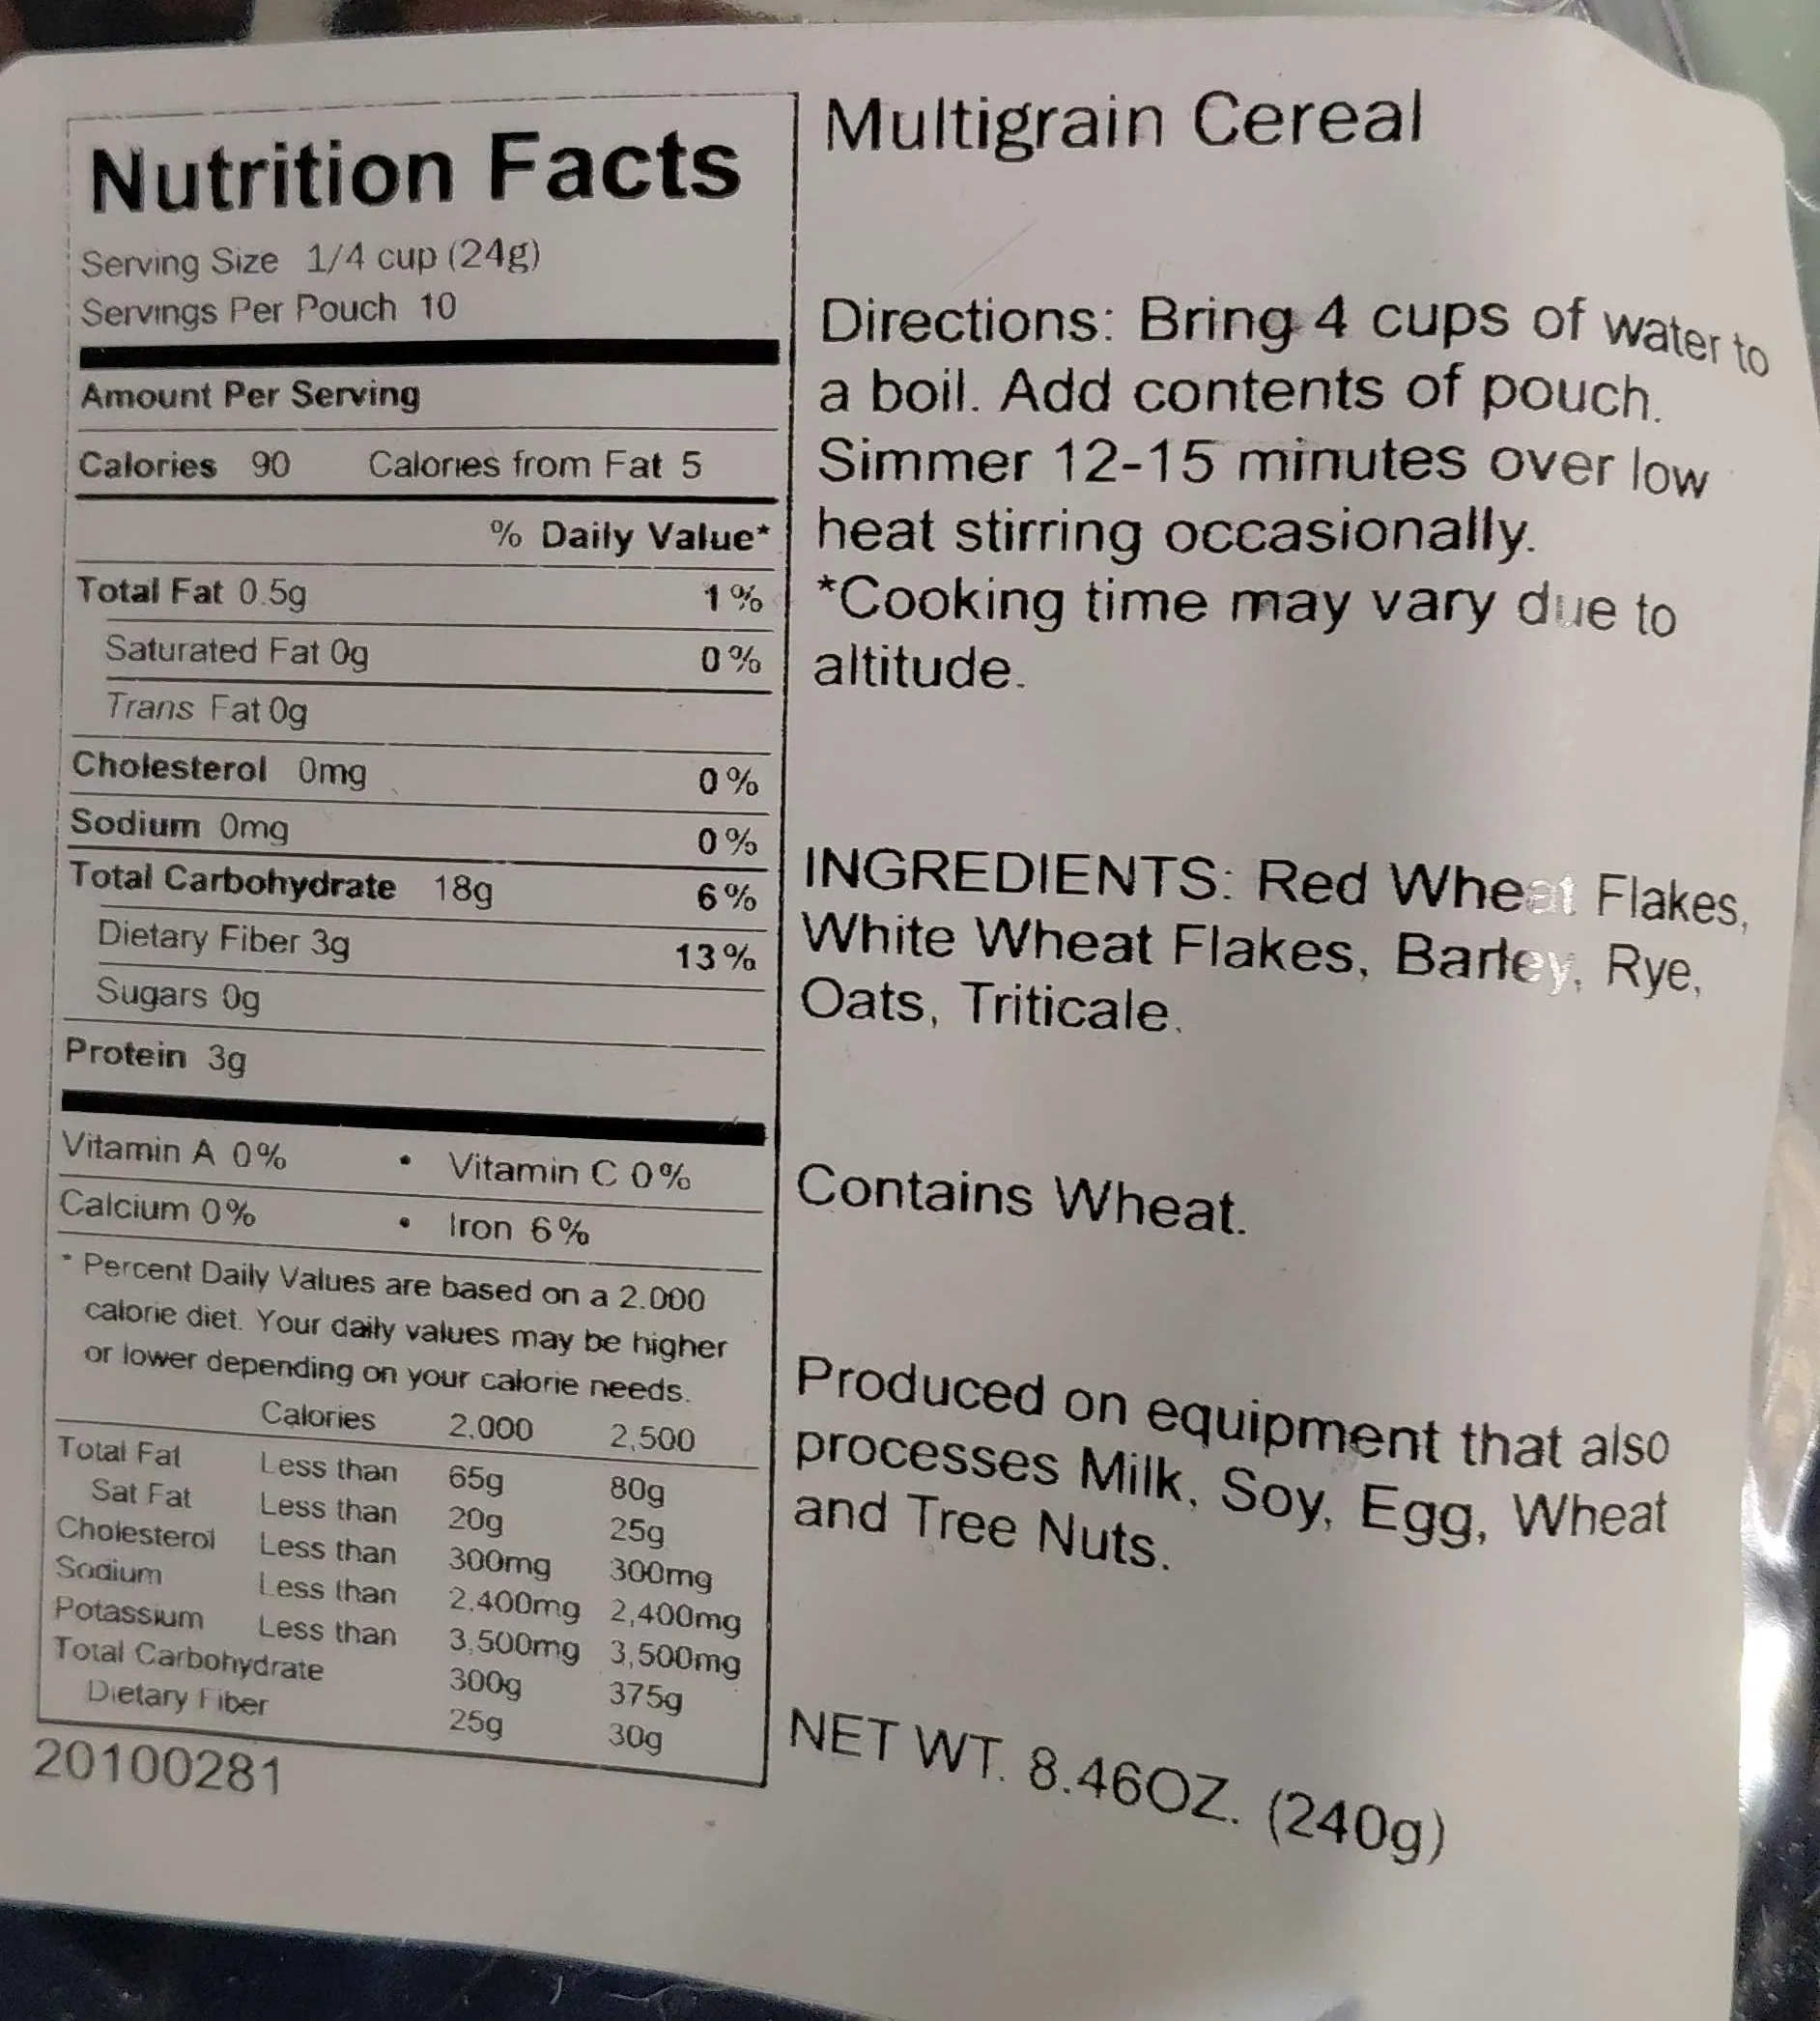 Nutrition Facts
Serving Size 1/4 cup (24g)
Servings Per Pouch 10
Amount Per Serving
Calories 90 Calories from Fat 5
% Daily Value*
Total Fat 0.5g 1%
Saturated Fat 0g 0%
Trans Fat 0g
Cholesterol 0mg 0%
Sodium 0mg 0%
Total Carbohydrate 18g 6%
Dietary Fiber 3g 13%
Sugars 0g
Protein 3g
Vitamin A 0% • Vitamin C 0%
Calcium 0% • Iron 6%
* Percent Daily Values are based on a 2.000
calorie diet. Your daily values may be higher
or lower depending on your calorie needs.
Calories 2,000 2,500
Total Fat Less than 65g 80g
Sat Fat Less than 20g 25g
Cholesterol Less than 300mg 300mg
Sodium Less than 2,400mg 2,400mg
Potassium Less than 3,500mg 3,500mg
Total Carbohydrate 300g 375g
Dietary Fiber 25g 30g
20100281
Multigrain Cereal
Directions: Bring 4 cups of water to
a boil. Add contents of pouch.
Simmer 12-15 minutes over low
heat stirring occasionally.
*Cooking time may vary due to
altitude.
INGREDIENTS: Red Wheat Flakes,
White Wheat Flakes, Barley, Rye,
Oats, Triticale.
Contains Wheat.
Produced on equipment that also
processes Milk, Soy, Egg, Wheat
and Tree Nuts.
NET WT. 8.46OZ. (240g)